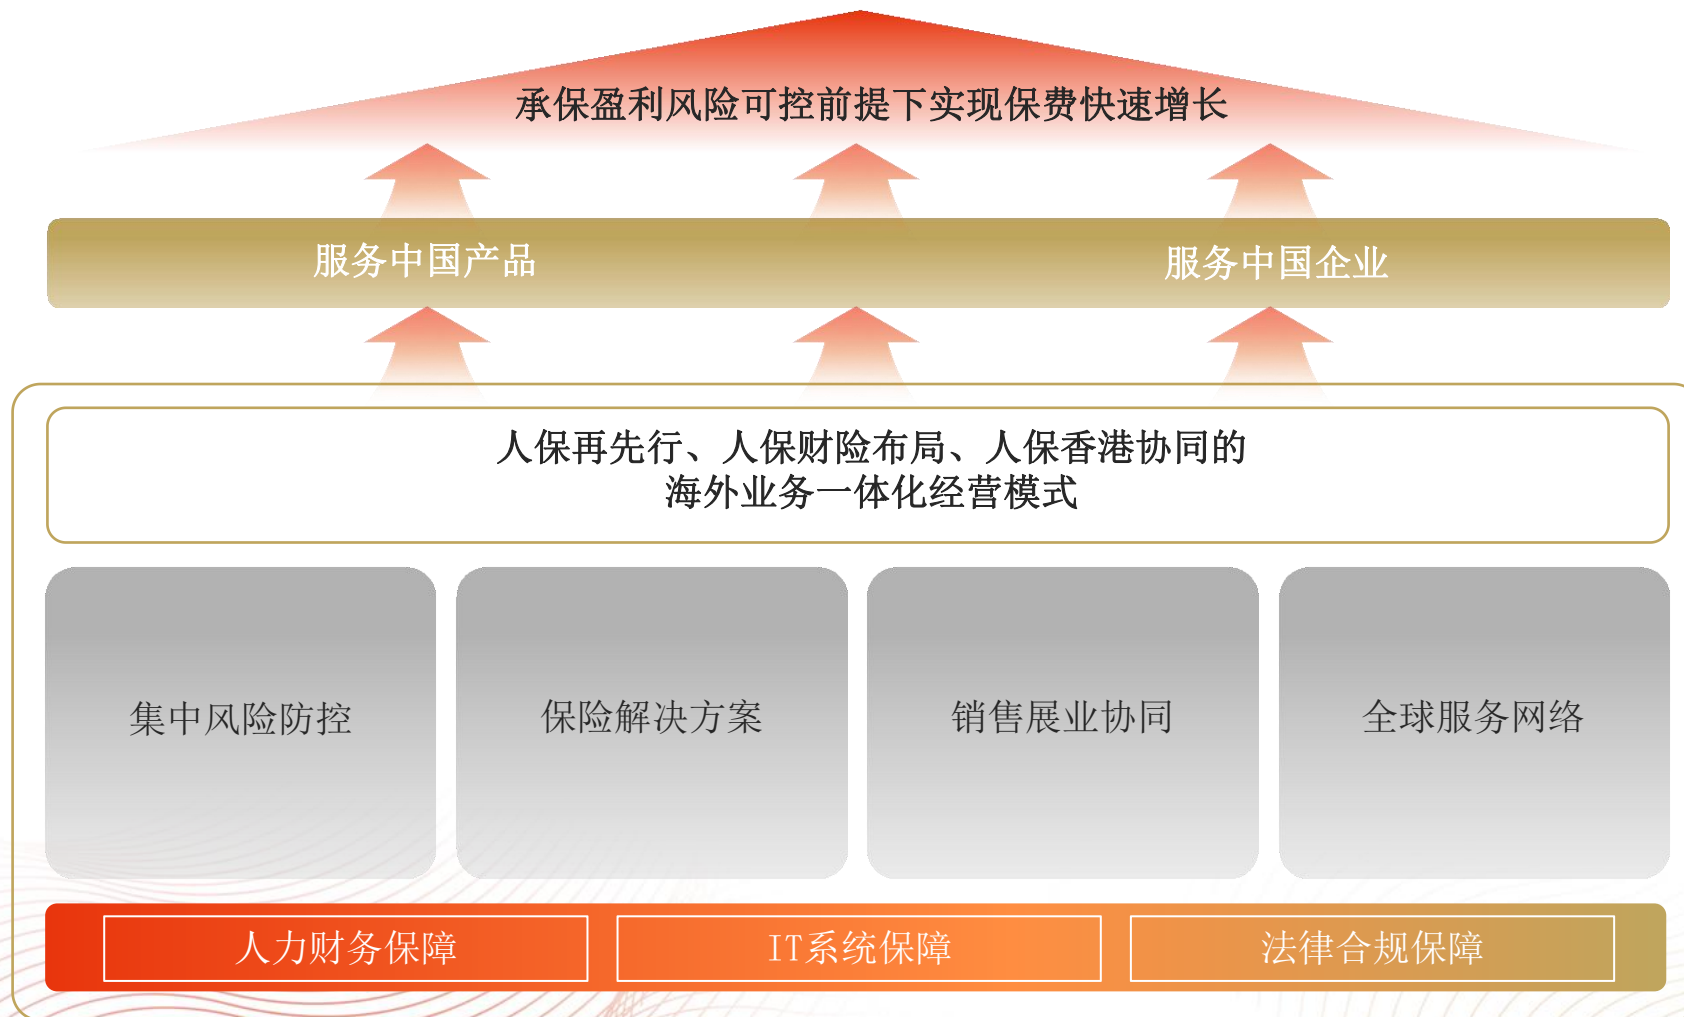 承保盈利风险可控前提下实现保费快速增长
服务中国产品
服务中国企业
人保再先行、人保财险布局、人保香港协同的
海外业务一体化经营模式
集中风险防控
保险解决方案
销售展业协同
全球服务网络
人力财务保障
IT系统保障
法律合规保障